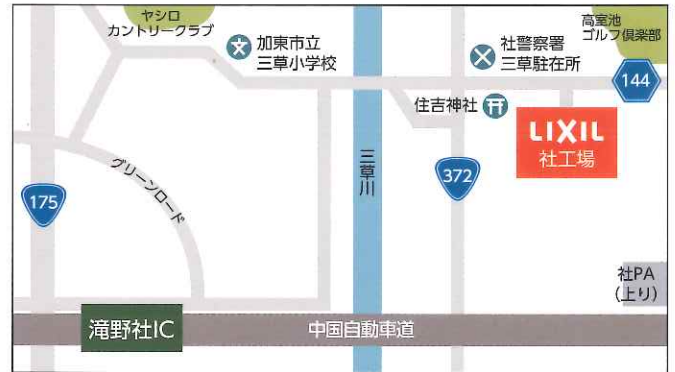 ヤシロ
カントリークラブ
加東市立
三草小学校
社警察署
三草駐在所
高室池
ゴルフ倶楽部
144
住吉神社
LIXIL
社工場
三草川
372
グリーンロード
175
社PA
(上り)
滝野社IC
中国自動車道